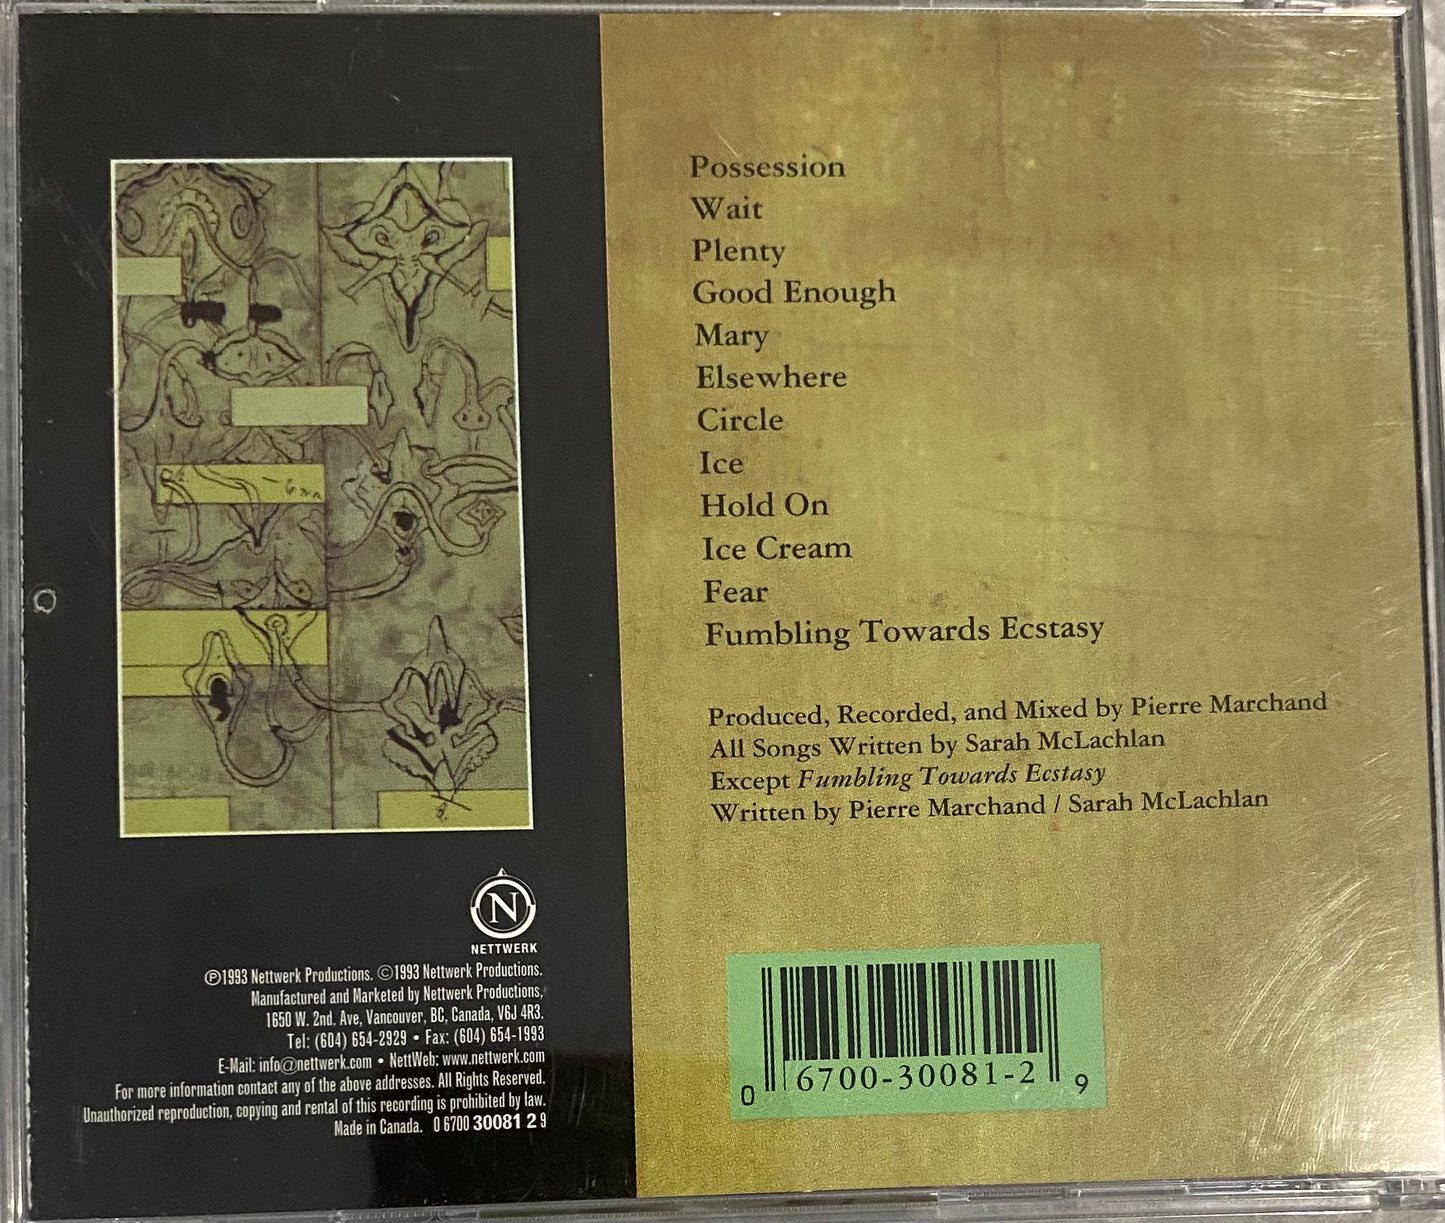 Possession
Wait
Plenty
Good Enough
Mary
Elsewhere
Circle
Ice
Hold On
Ice Cream
Fear
Fumbling Towards Ecstasy
Produced, Recorded, and Mixed by Pierre Marchand
All Songs Written by Sarah McLachlan
Except Fumbling Towards Ecstasy
Written by Pierre Marchand / Sarah McLachlan
N
NETTWERK
℗1993 Nettwerk Productions. ©1993 Nettwerk Productions.
Manufactured and Marketed by Nettwerk Productions,
1650 W. 2nd. Ave, Vancouver, BC, Canada, V6J 4R3.
Tel: (604) 654-2929 • Fax: (604) 654-1993
E-Mail: info@nettwerk.com • NettWeb: www.nettwerk.com
For more information contact any of the above addresses. All Rights Reserved.
Unauthorized reproduction, copying and rental of this recording is prohibited by law.
Made in Canada. 0 6700 30081 2 9
0 6700-30081-2 9